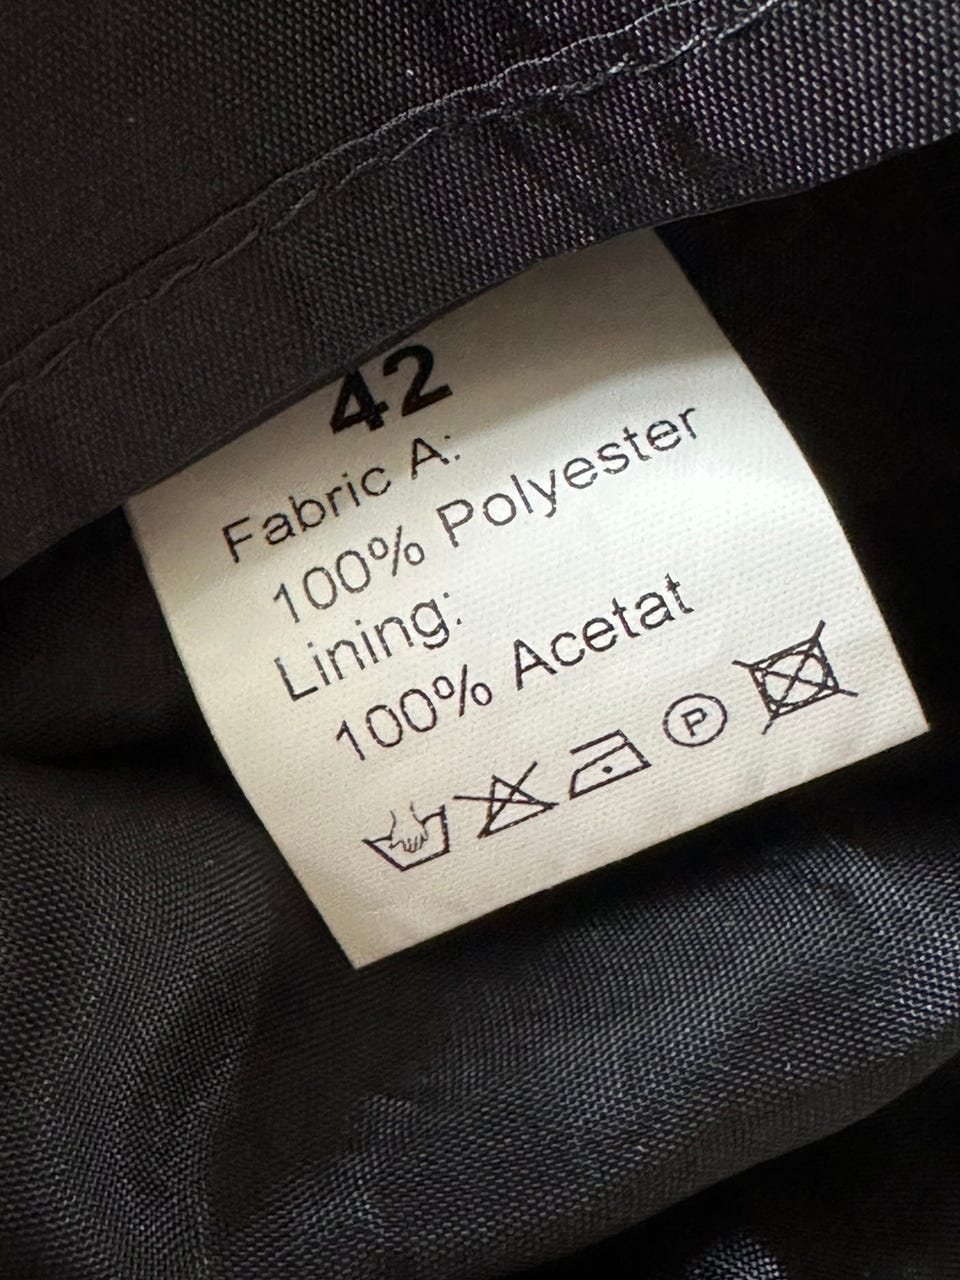 42
Fabric A:
100% Polyester
Lining:
100% Acetat
P